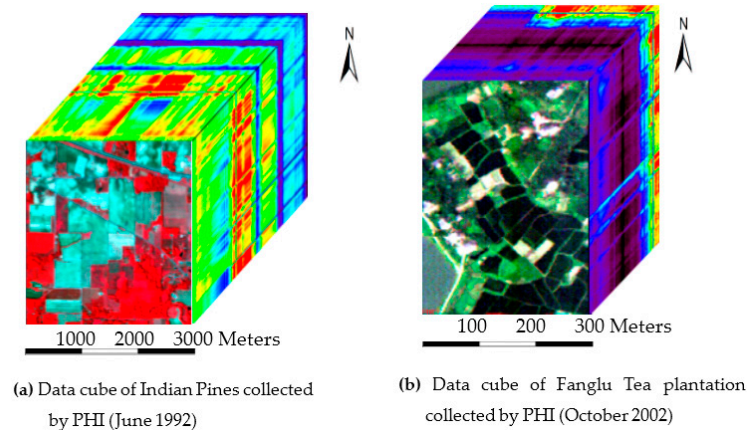 N
1000 2000 3000 Meters
(a) Data cube of Indian Pines collected
by PHI (June 1992)
N
100 200 300 Meters
(b) Data cube of Fanglu Tea plantation
collected by PHI (October 2002)